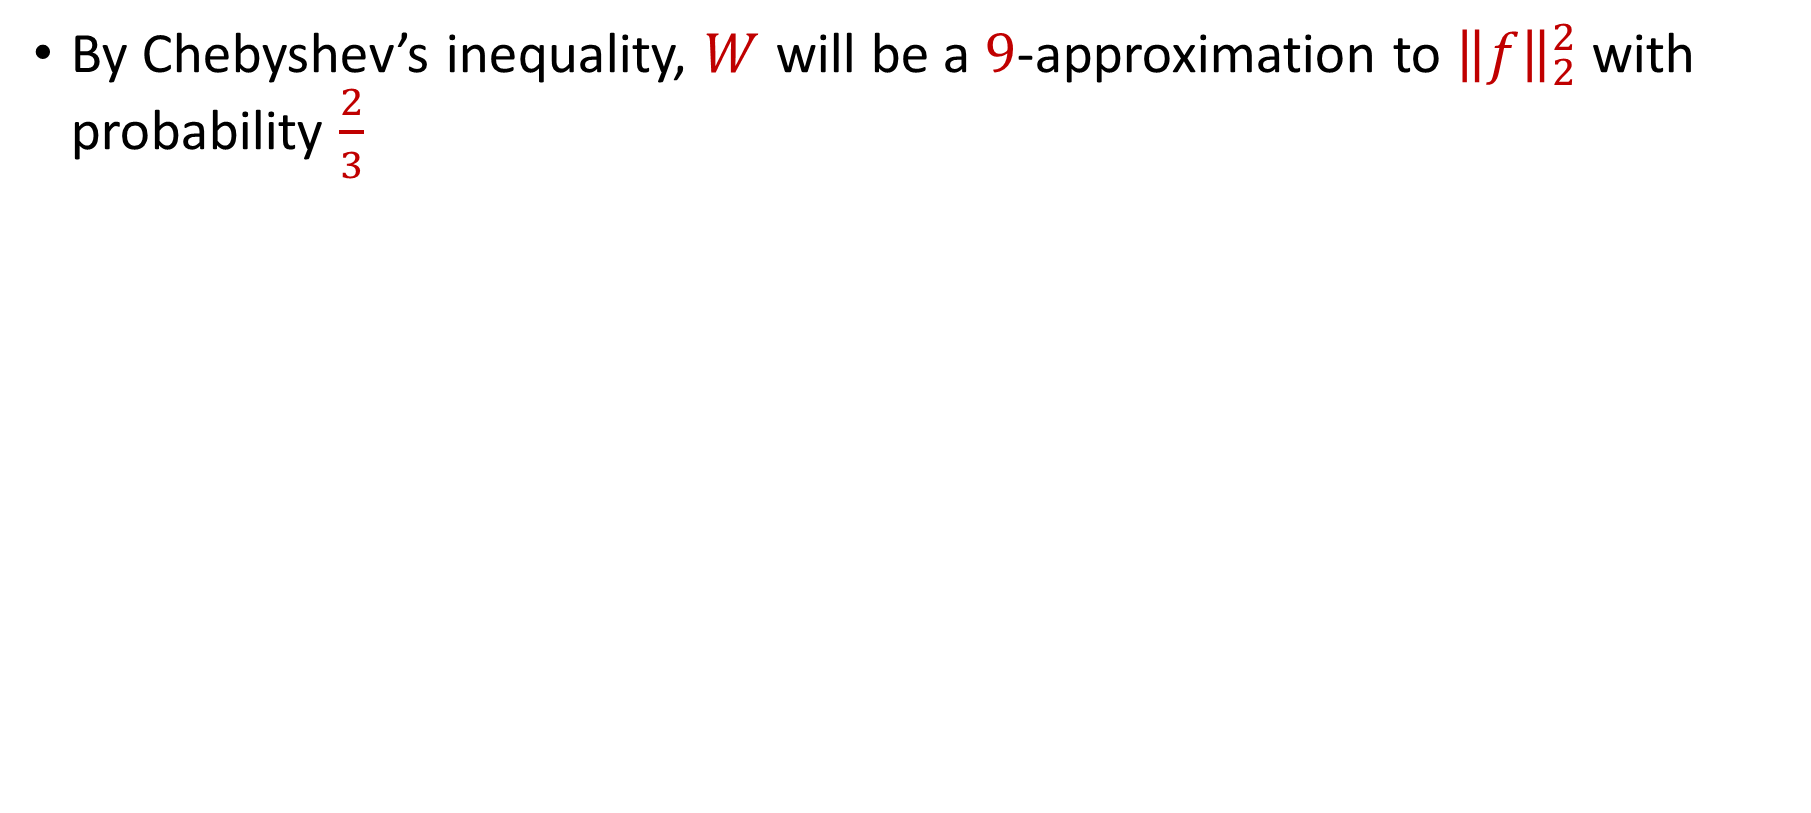 • By Chebyshev’s inequality, W will be a 9-approximation to ‖f‖₂² with
probability 2/3